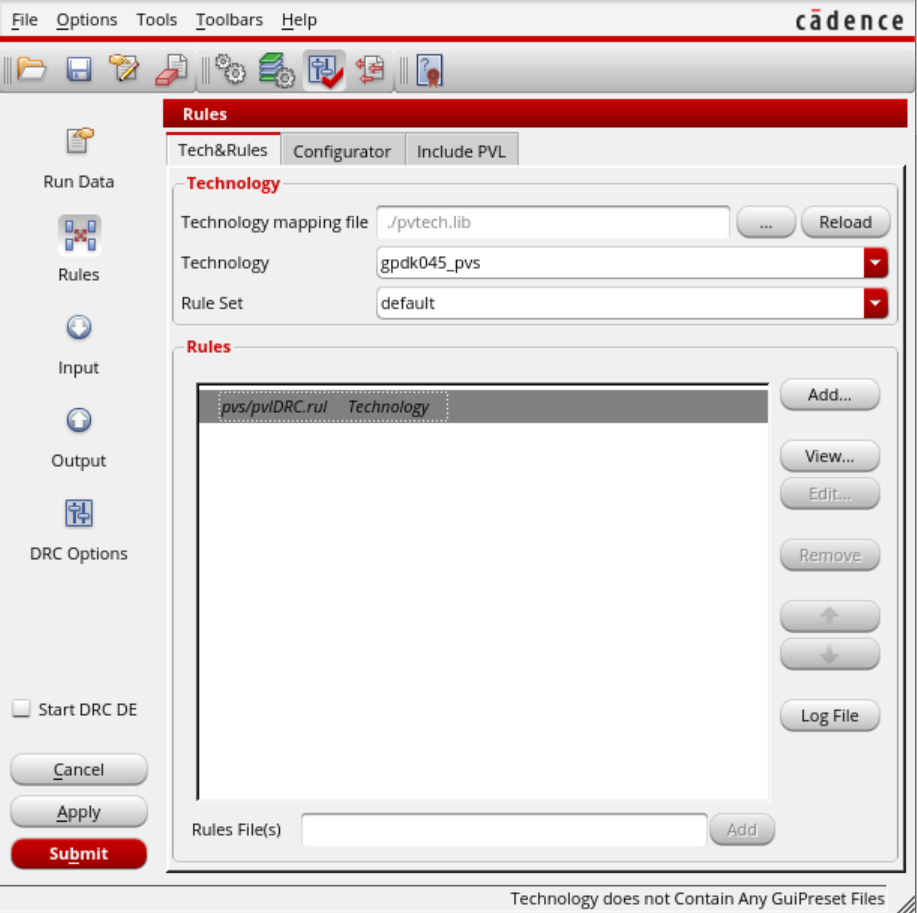 File Options Tools Toolbars Help cādence
Rules
Tech&Rules Configurator Include PVL
Run Data
Rules
Input
Output
DRC Options
Technology
Technology mapping file ./pvtech.lib ... Reload
Technology gpdk045_pvs
Rule Set default
Rules
pvs/pvlDRC.rul Technology
Add...
View...
Edit...
Remove
Log File
Rules File(s) Add
Start DRC DE
Cancel
Apply
Submit
Technology does not Contain Any GuiPreset Files